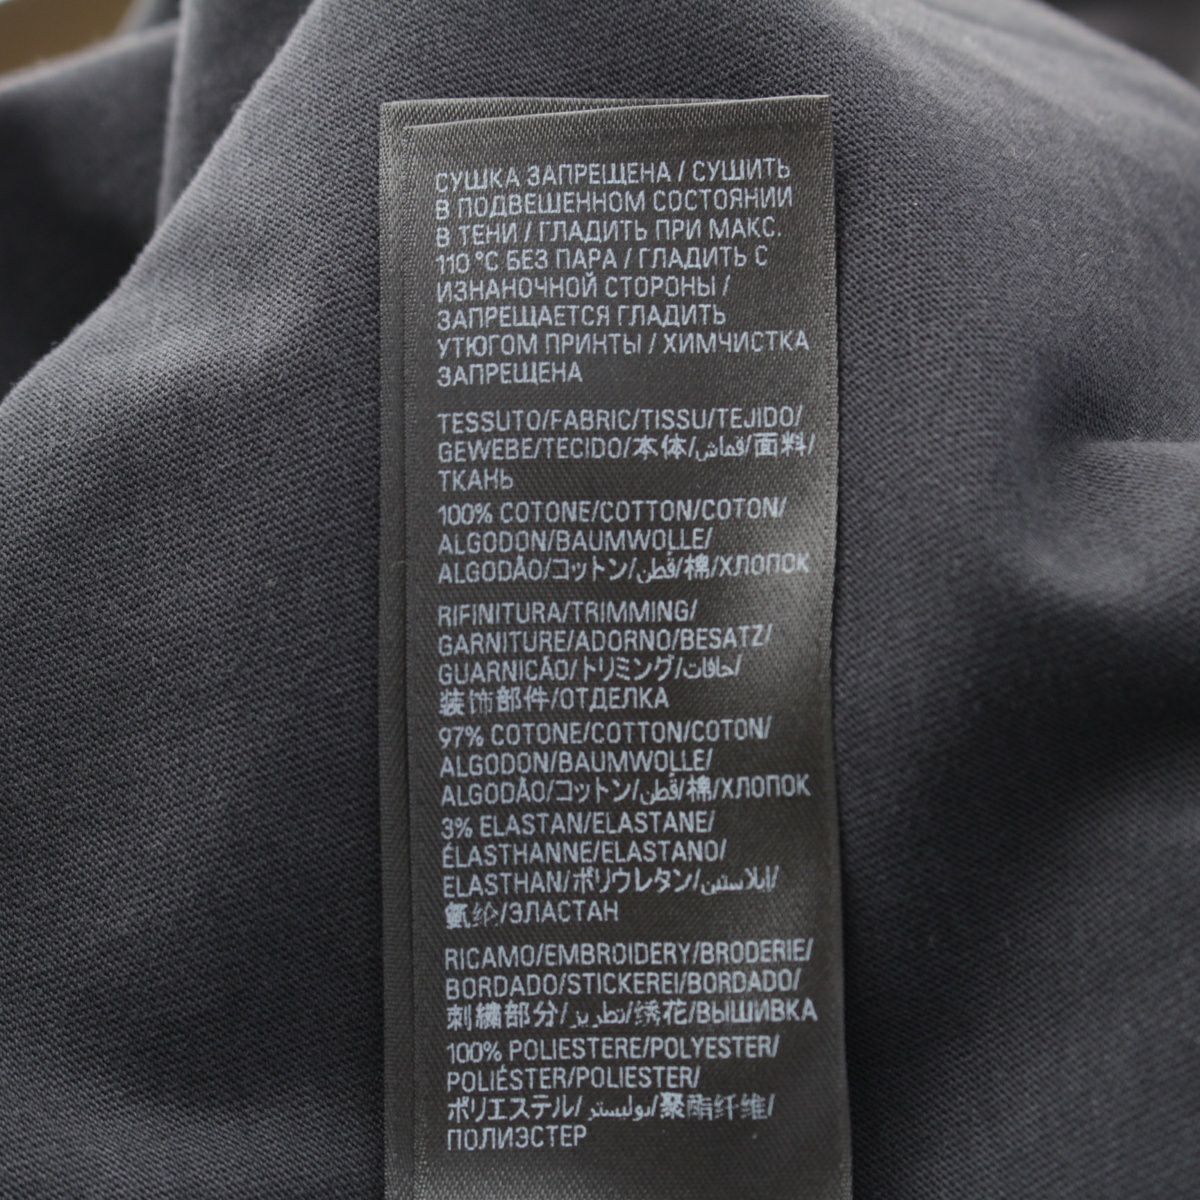 СУШКА ЗАПРЕЩЕНА / СУШИТЬ
В ПОДВЕШЕННОМ СОСТОЯНИИ
В ТЕНИ / ГЛАДИТЬ ПРИ МАКС.
110 °C БЕЗ ПАРА / ГЛАДИТЬ С
ИЗНАНОЧНОЙ СТОРОНЫ /
ЗАПРЕЩАЕТСЯ ГЛАДИТЬ
УТЮГОМ ПРИНТЫ / ХИМЧИСТКА
ЗАПРЕЩЕНА
TESSUTO/FABRIC/TISSU/TEJIDO/
GEWEBE/TECIDO/本体/قماش/面料/
ТКАНЬ
100% COTONE/COTTON/COTON/
ALGODON/BAUMWOLLE/
ALGODÃO/コットン/قطن/棉/ХЛОПОК
RIFINITURA/TRIMMING/
GARNITURE/ADORNO/BESATZ/
GUARNICÃO/トリミング/حافات/
装饰部件/ОТДЕЛКА
97% COTONE/COTTON/COTON/
ALGODON/BAUMWOLLE/
ALGODÃO/コットン/قطن/棉/ХЛОПОК
3% ELASTAN/ELASTANE/
ÉLASTHANNE/ELASTANO/
ELASTHAN/ポリウレタン/إيلاستين/
氨纶/ЭЛАСТАН
RICAMO/EMBROIDERY/BRODERIE/
BORDADO/STICKEREI/BORDADO/
刺繍部分/تطريز/绣花/ВЫШИВКА
100% POLIESTERE/POLYESTER/
POLIÉSTER/POLIESTER/
ポリエステル/بوليستر/聚酯纤维/
ПОЛИЭСТЕР